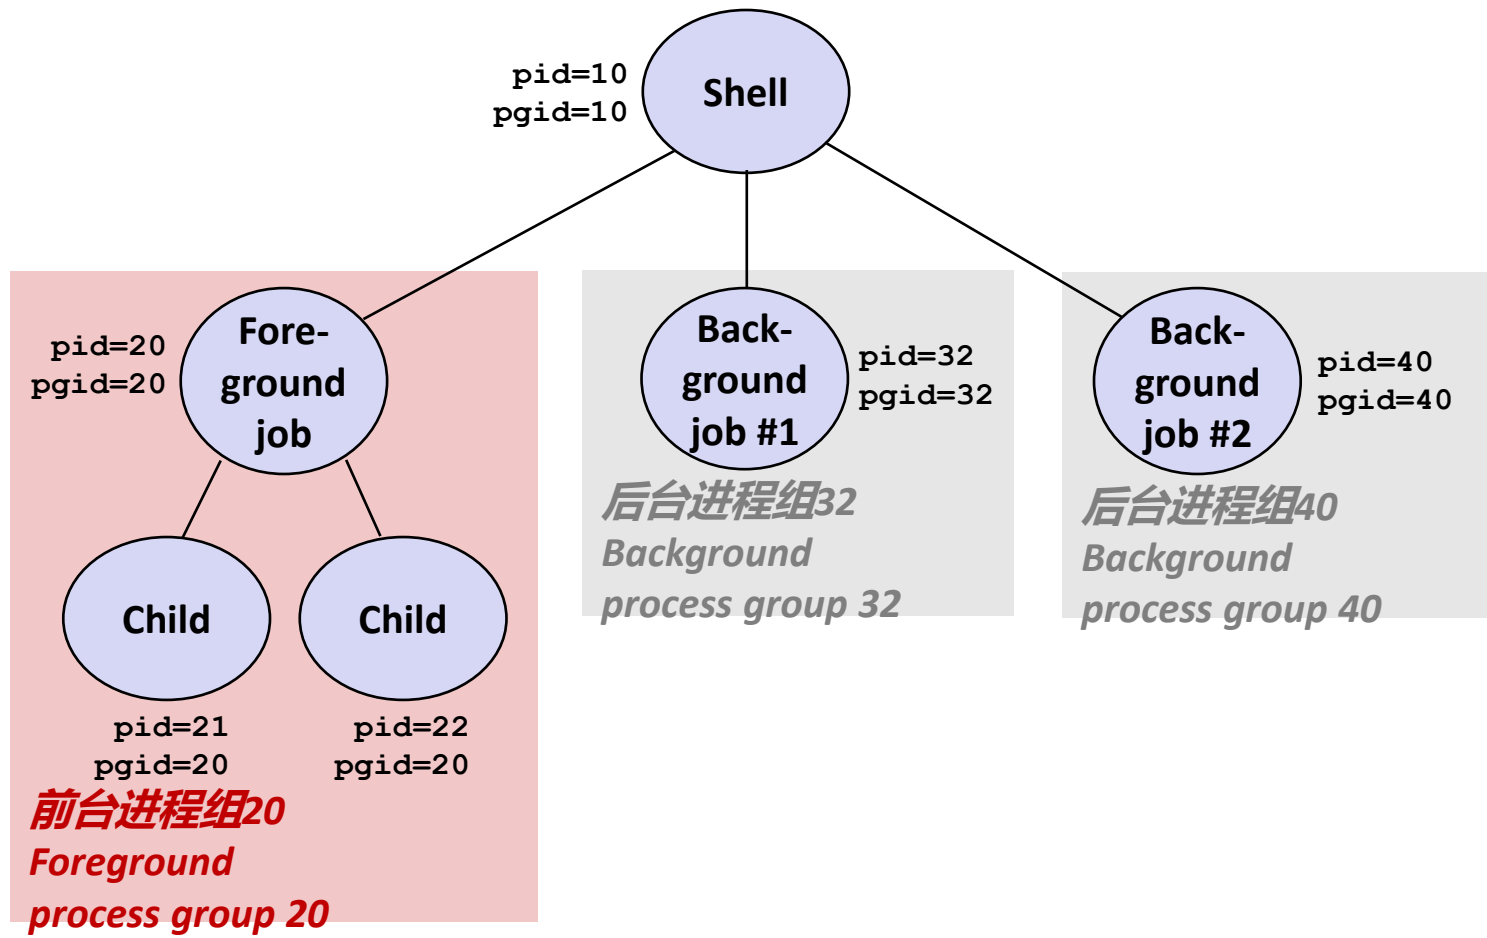 pid=10
pgid=10
Shell
pid=20
pgid=20
Fore-
ground
job
Back-
ground
job #1
pid=32
pgid=32
Back-
ground
job #2
pid=40
pgid=40
后台进程组32
Background
process group 32
后台进程组40
Background
process group 40
Child
Child
pid=21
pgid=20
pid=22
pgid=20
前台进程组20
Foreground
process group 20